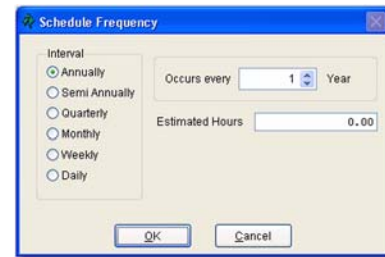 Schedule Frequency
Interval
Annually
Semi Annually
Quarterly
Monthly
Weekly
Daily
Occurs every 1 Year
Estimated Hours 0.00
OK Cancel